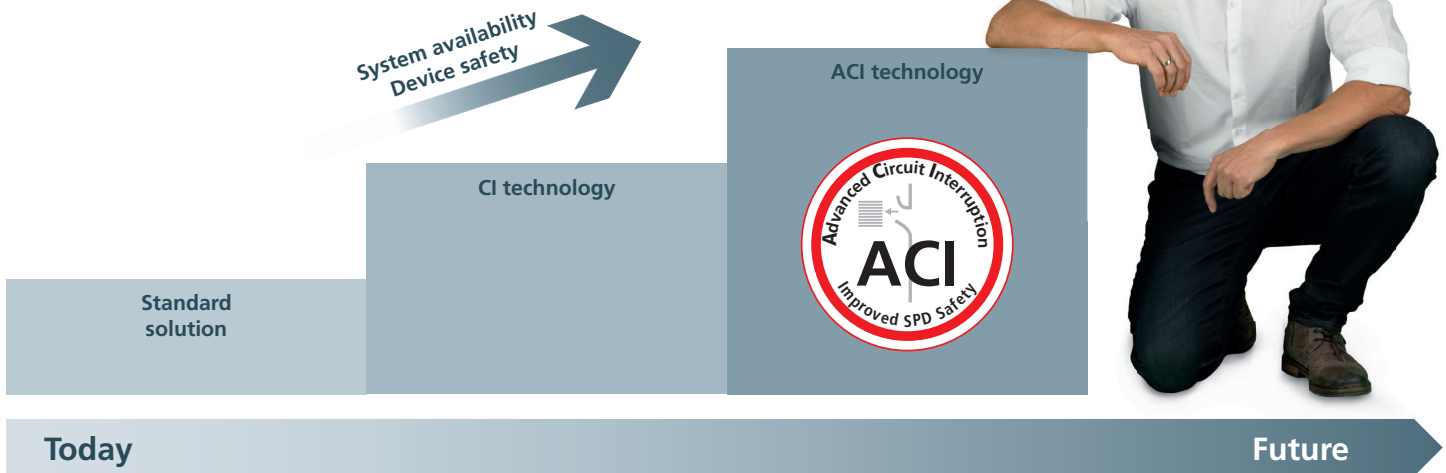 System availability
Device safety
ACI technology
CI technology
Standard
solution
Advanced Circuit Interruption
ACI
Improved SPD Safety
Today
Future